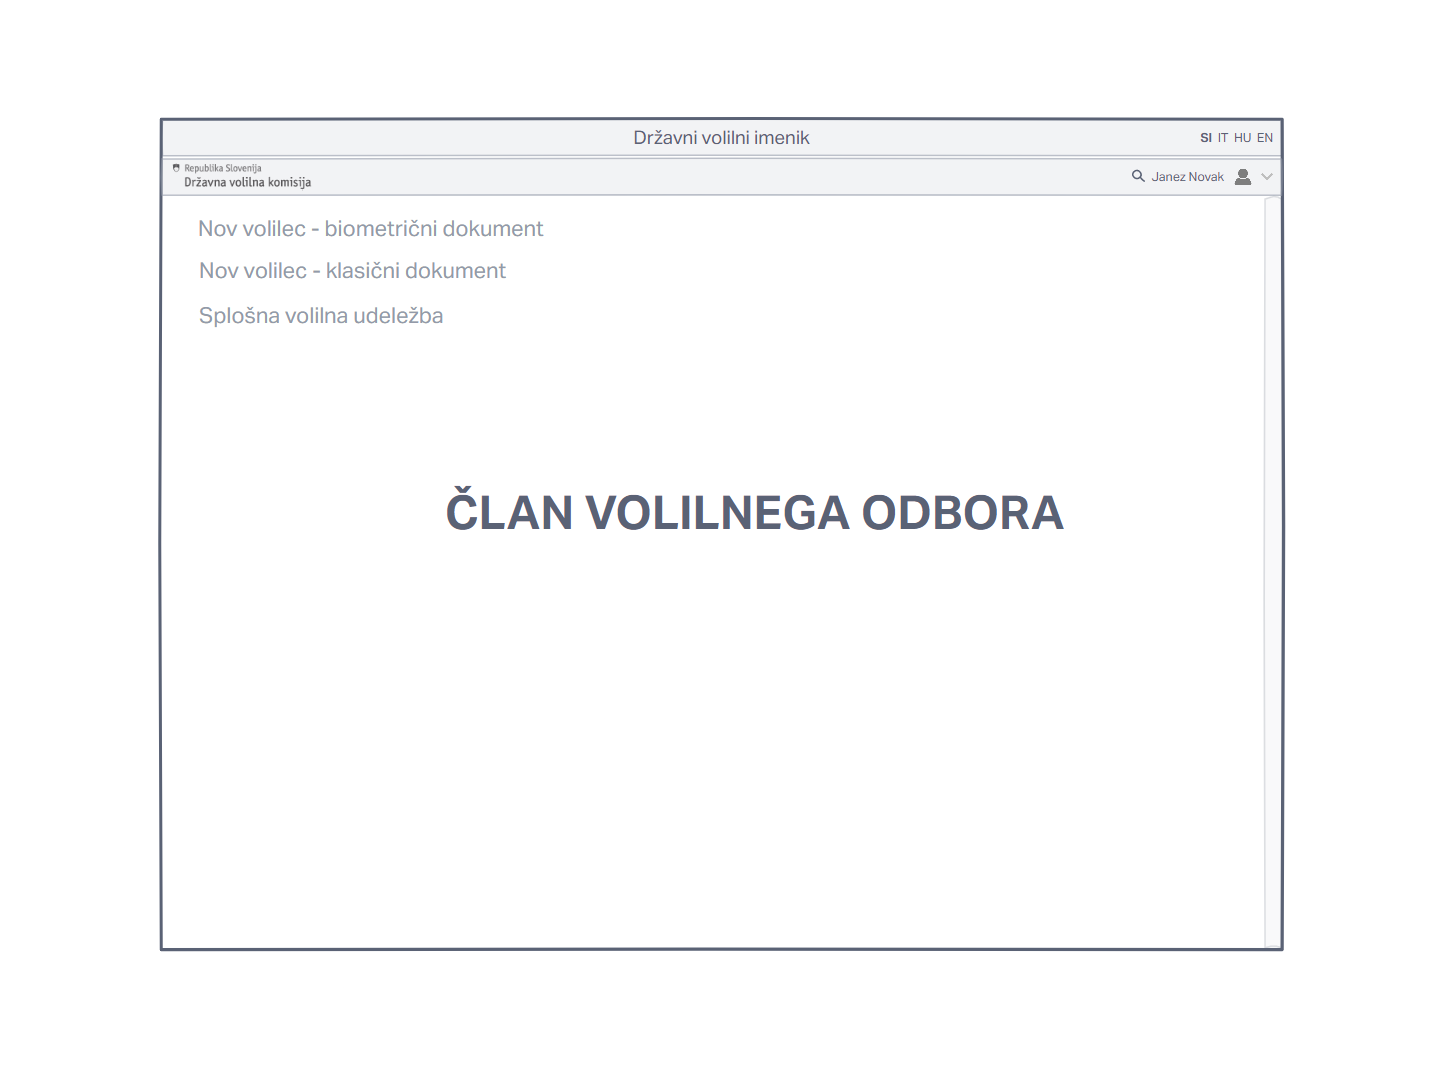 Državni volilni imenik
SI IT HU EN
Republika Slovenija
Državna volilna komisija
Janez Novak
Nov volilec - biometrični dokument
Nov volilec - klasični dokument
Splošna volilna udeležba
ČLAN VOLILNEGA ODBORA